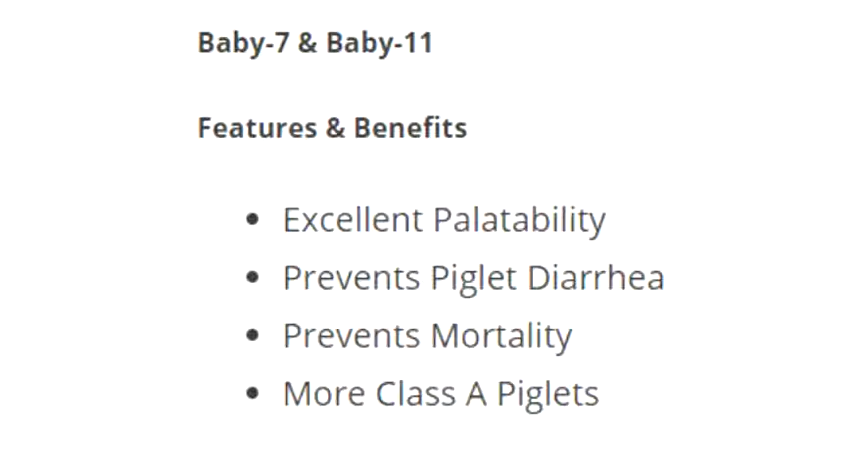 Baby-7 & Baby-11
Features & Benefits
• Excellent Palatability
• Prevents Piglet Diarrhea
• Prevents Mortality
• More Class A Piglets